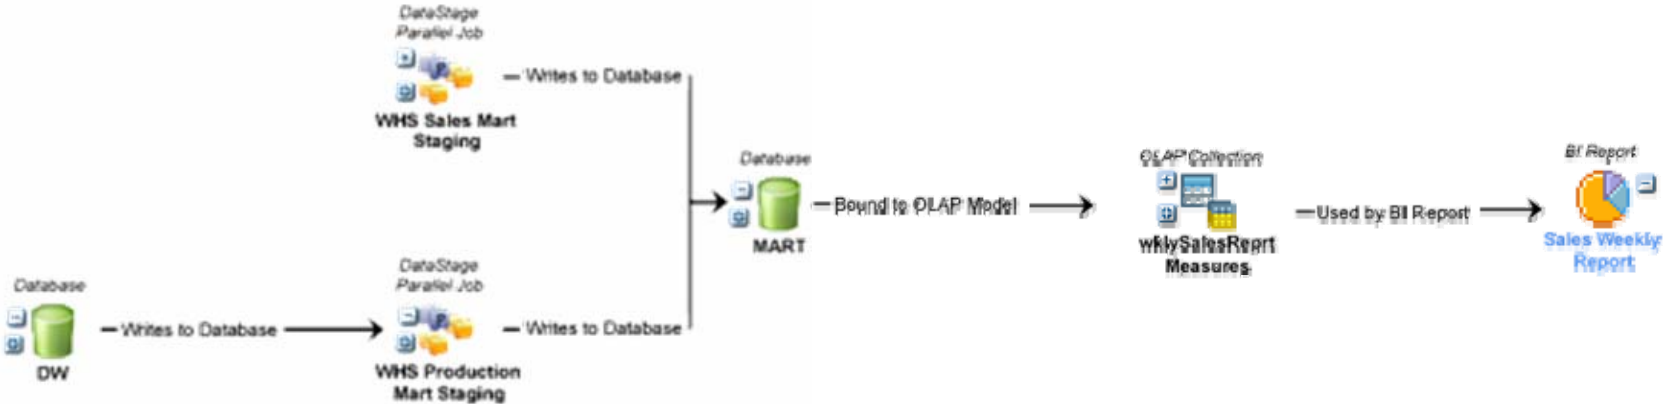 DataStage
Parallel Job
Writes to Database
WHS Sales Mart
Staging
Database
MART
Bound to OLAP Model
OLAP Collection
wklySalesReprt
Measures
Used by BI Report
BI Report
Sales Weekly
Report
Database
DW
Writes to Database
DataStage
Parallel Job
WHS Production
Mart Staging
Writes to Database